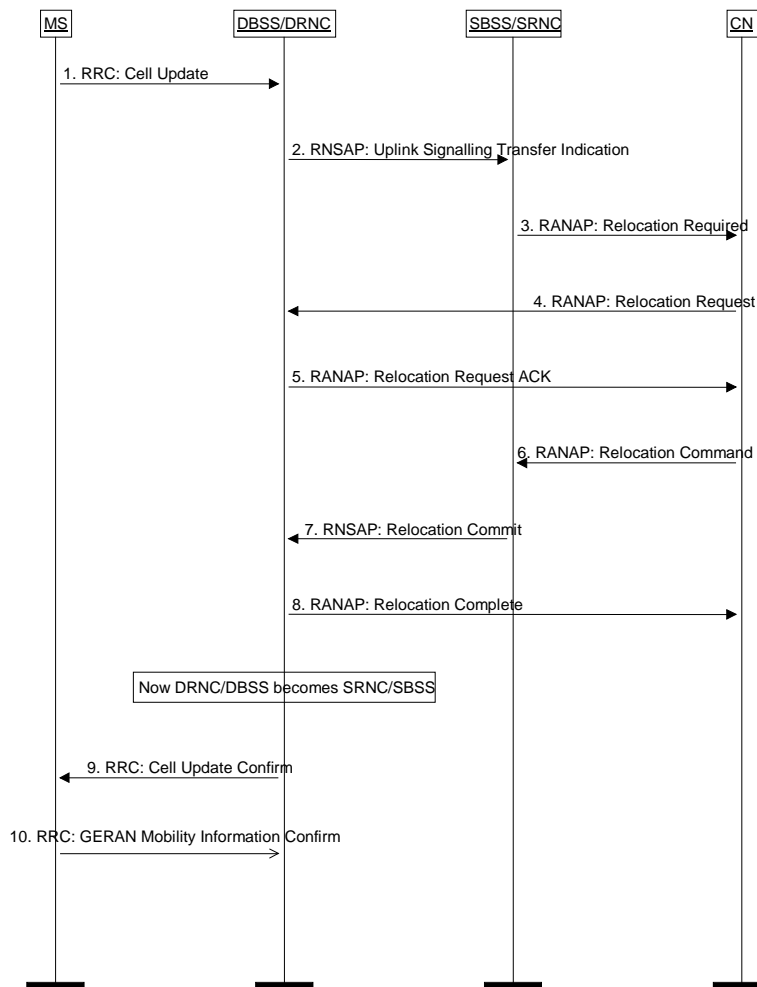 MS
DBSS/DRNC
SBSS/SRNC
CN
1. RRC: Cell Update
2. RNSAP: Uplink Signalling Transfer Indication
3. RANAP: Relocation Required
4. RANAP: Relocation Request
5. RANAP: Relocation Request ACK
6. RANAP: Relocation Command
7. RNSAP: Relocation Commit
8. RANAP: Relocation Complete
Now DRNC/DBSS becomes SRNC/SBSS
9. RRC: Cell Update Confirm
10. RRC: GERAN Mobility Information Confirm